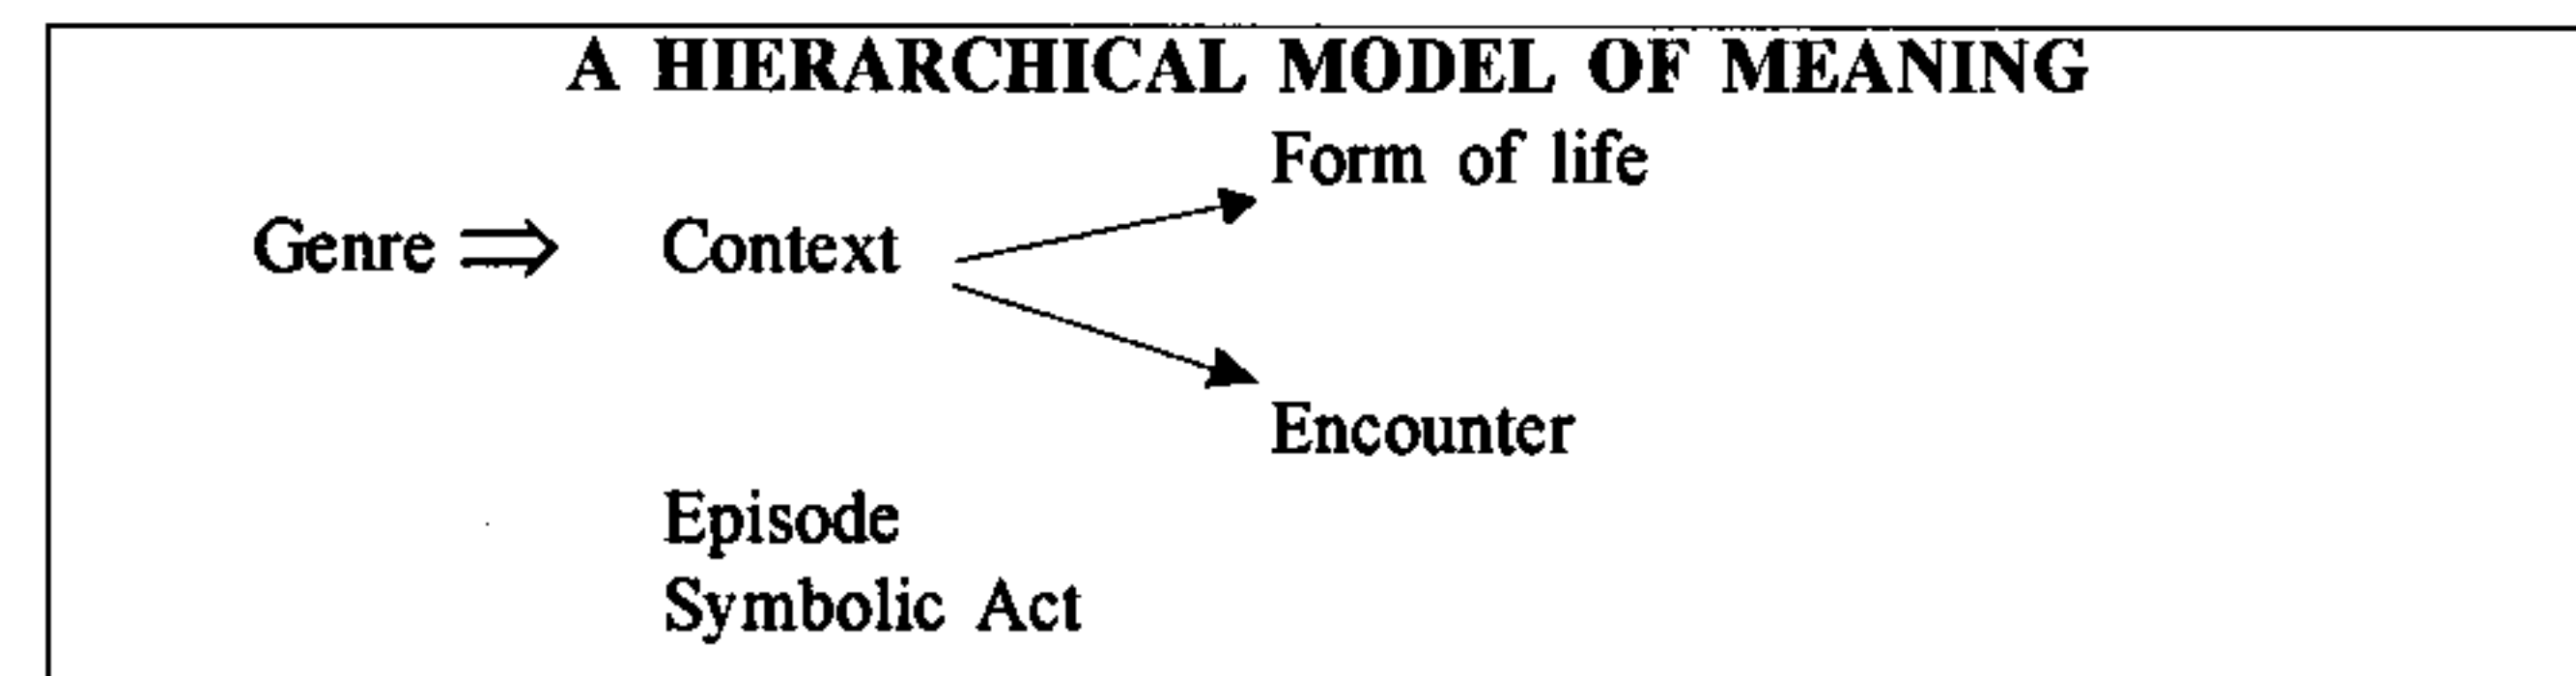 A HIERARCHICAL MODEL OF MEANING
Form of life
Genre ⇒ Context
Encounter
Episode
Symbolic Act